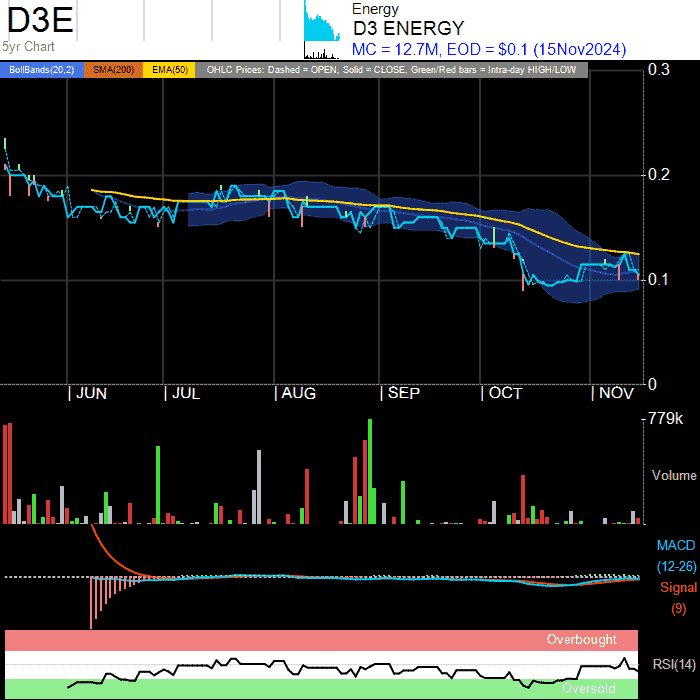 D3E
5yr Chart
Energy
D3 ENERGY
MC = 12.7M, EOD = $0.1 (15Nov2024)
BollBands(20,2) SMA(200) EMA(50) OHLC Prices: Dashed = OPEN, Solid = CLOSE, Green/Red bars = Intra-day HIGH/LOW
0.3
0.2
0.1
0
| JUN | JUL | AUG | SEP | OCT | NOV
779k
Volume
MACD
(12-26)
Signal
(9)
Overbought
RSI(14)
Oversold